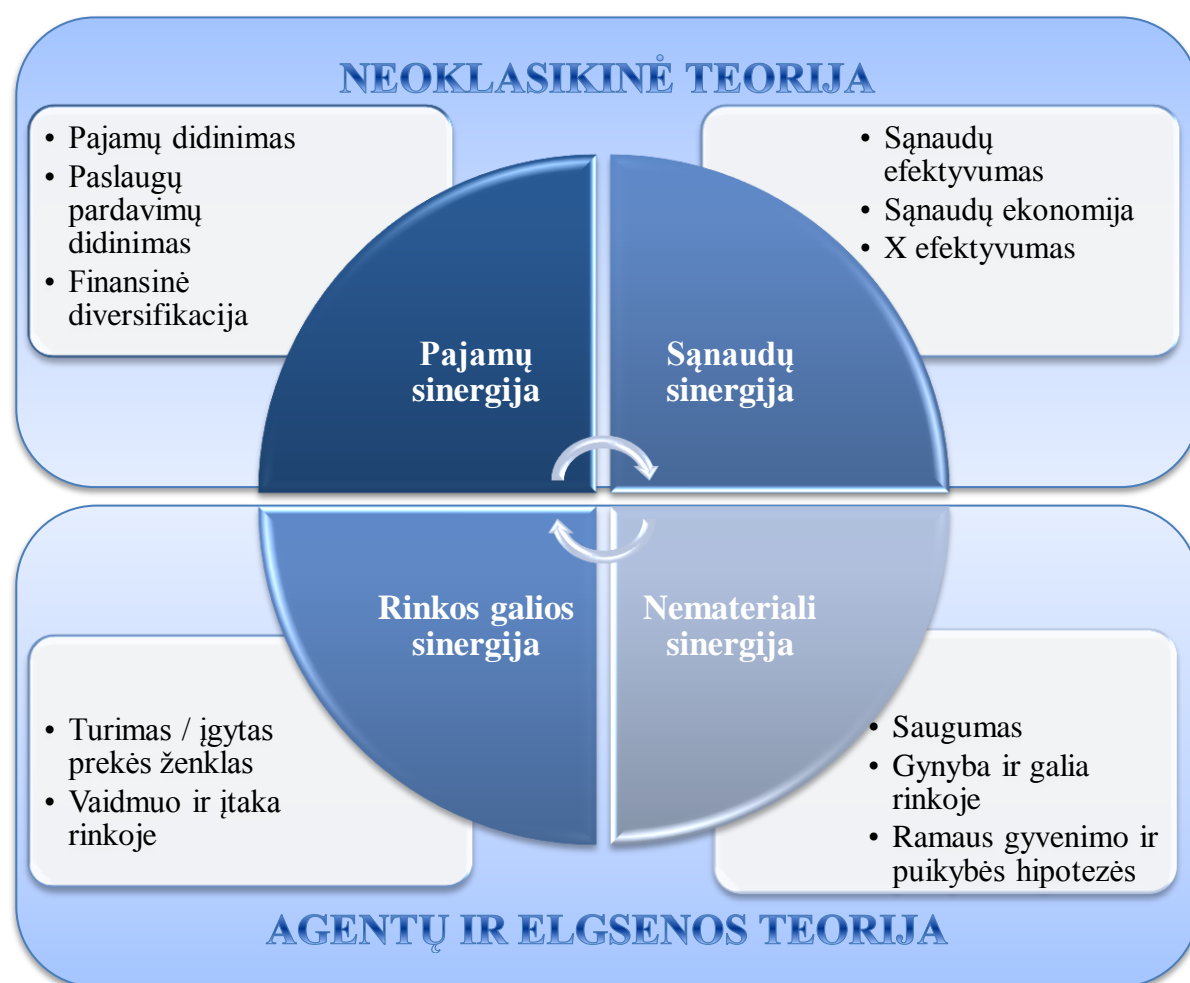 NEOKLASIKINĖ TEORIJA
• Pajamų didinimas
• Paslaugų
pardavimų
didinimas
• Finansinė
diversifikacija
• Sąnaudų
efektyvumas
• Sąnaudų ekonomija
• X efektyvumas
Pajamų
sinergija
Sąnaudų
sinergija
Rinkos galios
sinergija
Nemateriali
sinergija
• Turimas / įgytas
prekės ženklas
• Vaidmuo ir įtaka
rinkoje
• Saugumas
• Gynyba ir galia
rinkoje
• Ramaus gyvenimo ir
puikybės hipotezės
AGENTŲ IR ELGSENOS TEORIJA